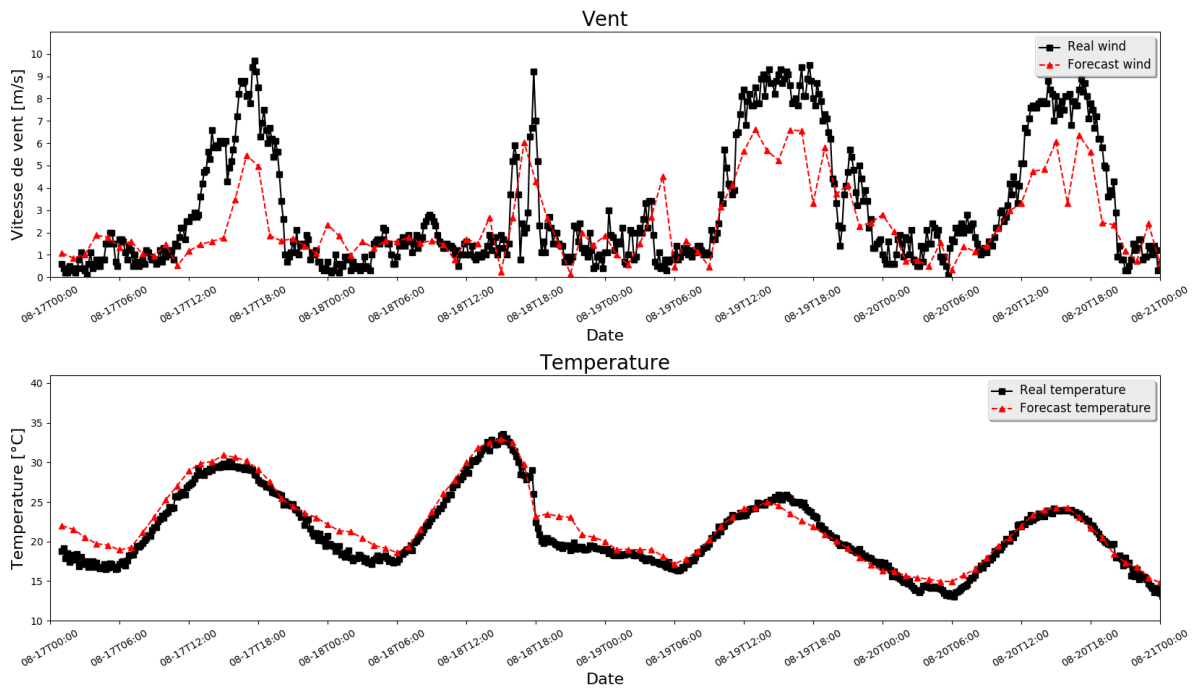 Vent
Vitesse de vent [m/s]
10
9
8
7
6
5
4
3
2
1
0
Real wind
Forecast wind
08-17T00:00
08-17T06:00
08-17T12:00
08-17T18:00
08-18T00:00
08-18T06:00
08-18T12:00
08-18T18:00
08-19T00:00
08-19T06:00
08-19T12:00
08-19T18:00
08-20T00:00
08-20T06:00
08-20T12:00
08-20T18:00
08-21T00:00
Date
Temperature
Temperature [°C]
40
35
30
25
20
15
10
Real temperature
Forecast temperature
08-17T00:00
08-17T06:00
08-17T12:00
08-17T18:00
08-18T00:00
08-18T06:00
08-18T12:00
08-18T18:00
08-19T00:00
08-19T06:00
08-19T12:00
08-19T18:00
08-20T00:00
08-20T06:00
08-20T12:00
08-20T18:00
08-21T00:00
Date